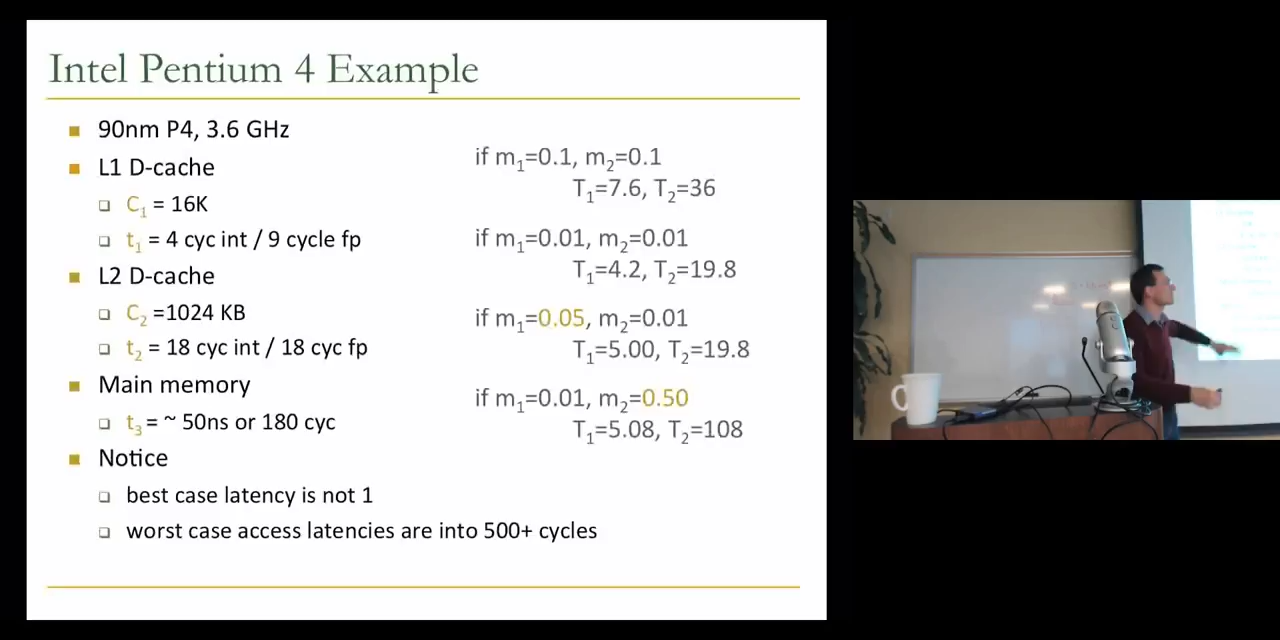 Intel Pentium 4 Example
90nm P4, 3.6 GHz
L1 D-cache
C1 = 16K
t1 = 4 cyc int / 9 cycle fp
L2 D-cache
C2 =1024 KB
t2 = 18 cyc int / 18 cyc fp
Main memory
t3 = ~ 50ns or 180 cyc
Notice
best case latency is not 1
worst case access latencies are into 500+ cycles
if m1=0.1, m2=0.1
T1=7.6, T2=36
if m1=0.01, m2=0.01
T1=4.2, T2=19.8
if m1=0.05, m2=0.01
T1=5.00, T2=19.8
if m1=0.01, m2=0.50
T1=5.08, T2=108